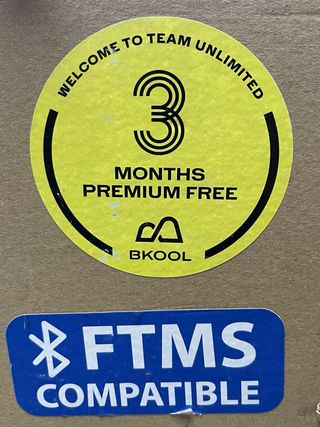 WELCOME TO TEAM UNLIMITED
3
MONTHS
PREMIUM FREE
BKOOL
FTMS
COMPATIBLE